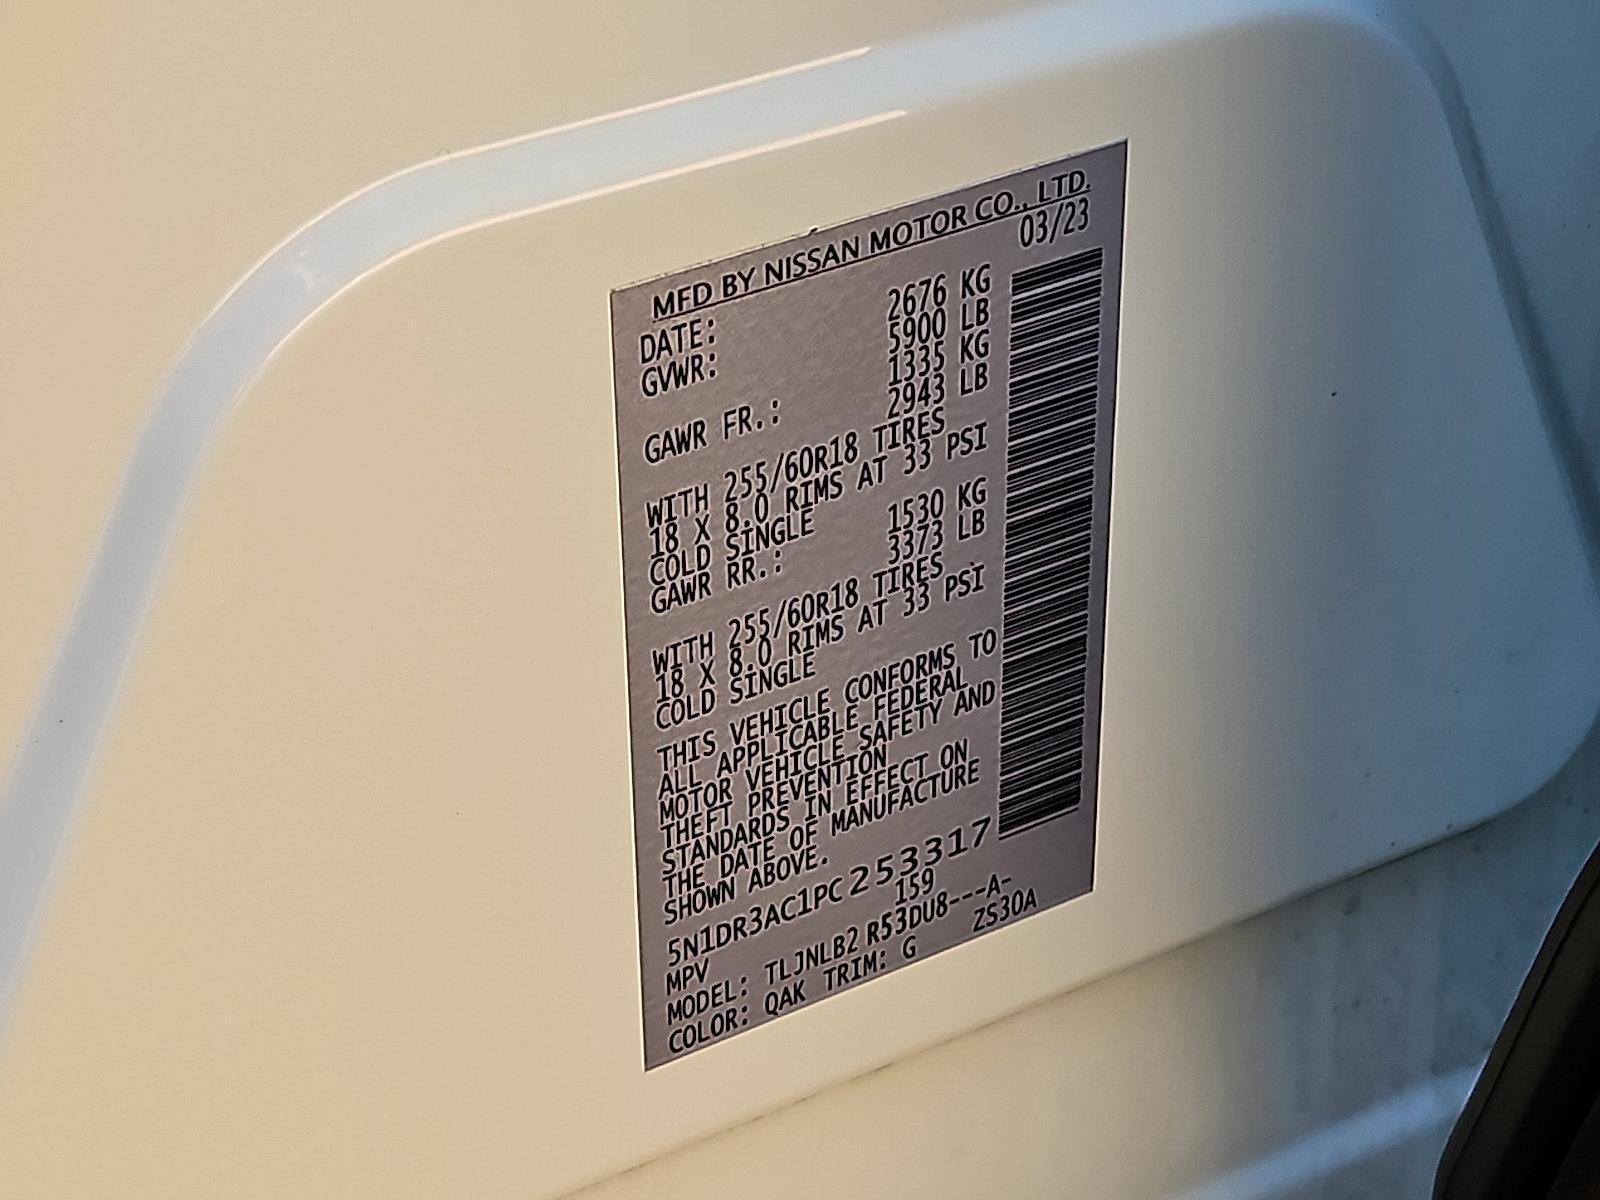 MFD BY NISSAN MOTOR CO., LTD.
DATE: 03/23
GVWR: 2676 KG
5900 LB
GAWR FR.: 1335 KG
2943 LB
WITH 255/60R18 TIRES
18 X 8.0 RIMS AT 33 PSI
COLD SINGLE
GAWR RR.: 1530 KG
3373 LB
WITH 255/60R18 TIRES
18 X 8.0 RIMS AT 33 PSI
COLD SINGLE
THIS VEHICLE CONFORMS TO
ALL APPLICABLE FEDERAL
MOTOR VEHICLE SAFETY AND
THEFT PREVENTION
STANDARDS IN EFFECT ON
THE DATE OF MANUFACTURE
SHOWN ABOVE.
5N1DR3AC1PC253317
MPV 159
MODEL: TLJNLB2 R53DU8---A-
COLOR: QAK TRIM: G ZS30A